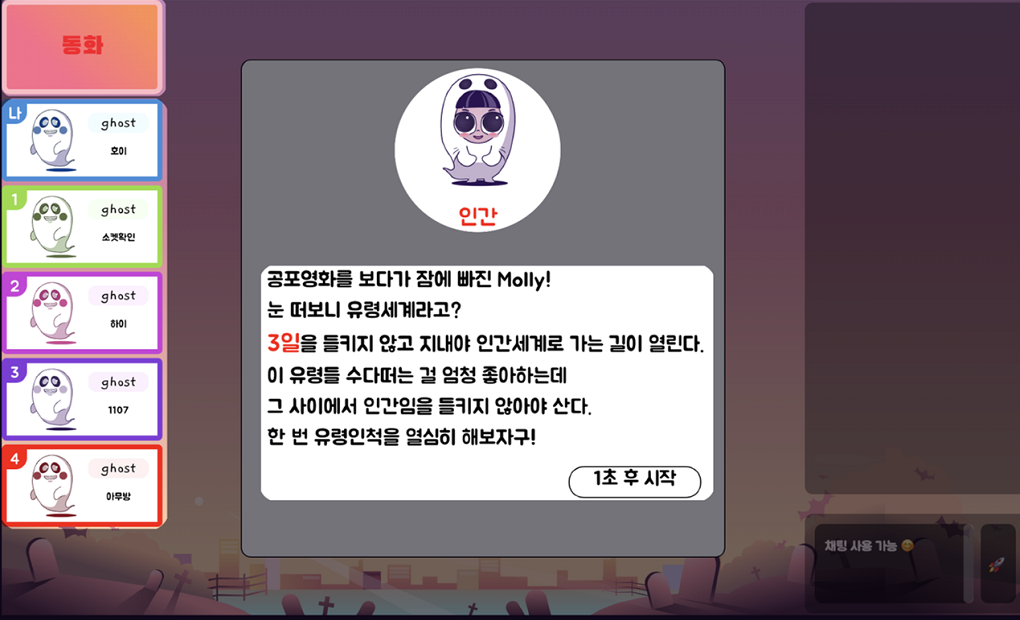 동화
나
ghost
호이
1
ghost
소켓확인
2
ghost
하이
3
ghost
1107
4
ghost
아무방
인간
공포영화를 보다가 잠에 빠진 Molly!
눈 떠보니 유령세계라고?
3일을 들키지 않고 지내야 인간세계로 가는 길이 열린다.
이 유령들 수다떠는 걸 엄청 좋아하는데
그 사이에서 인간임을 들키지 않아야 산다.
한 번 유령인척을 열심히 해보자구!
1초 후 시작
채팅 사용 가능 😊
🚀